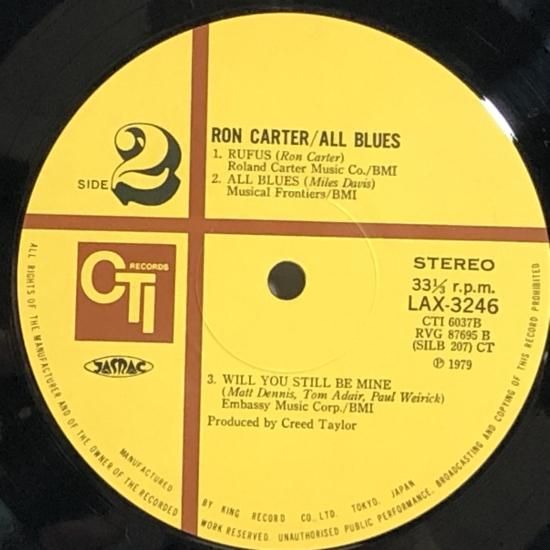 SIDE 2
RON CARTER/ALL BLUES
1. RUFUS (Ron Carter)
Roland Carter Music Co./BMI
2. ALL BLUES (Miles Davis)
Musical Frontiers/BMI
CTI RECORDS
JASRAC
STEREO
33⅓ r.p.m.
LAX-3246
CTI 6037B
RVG 87695 B
(SILB 207) CT
Ⓟ 1979
3. WILL YOU STILL BE MINE
(Matt Dennis, Tom Adair, Paul Weirick)
Embassy Music Corp./BMI
Produced by Creed Taylor
MANUFACTURED BY KING RECORD CO., LTD. TOKYO, JAPAN
ALL RIGHTS OF THE MANUFACTURER AND OF THE OWNER OF THE RECORDED WORK RESERVED. UNAUTHORISED PUBLIC PERFORMANCE, BROADCASTING AND COPYING OF THIS RECORD PROHIBITED